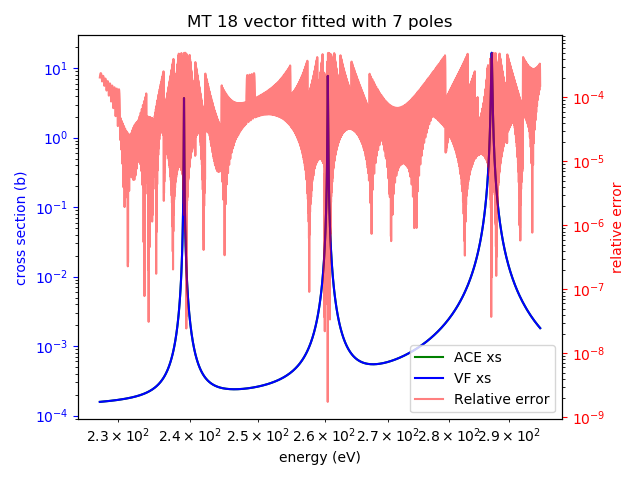 MT 18 vector fitted with 7 poles
cross section (b)
10¹
10⁰
10⁻¹
10⁻²
10⁻³
10⁻⁴
10⁻⁴
10⁻⁵
10⁻⁶
10⁻⁷
10⁻⁸
10⁻⁹
relative error
ACE xs
VF xs
Relative error
2.3 × 10² 2.4 × 10² 2.5 × 10² 2.6 × 10² 2.7 × 10² 2.8 × 10² 2.9 × 10²
energy (eV)